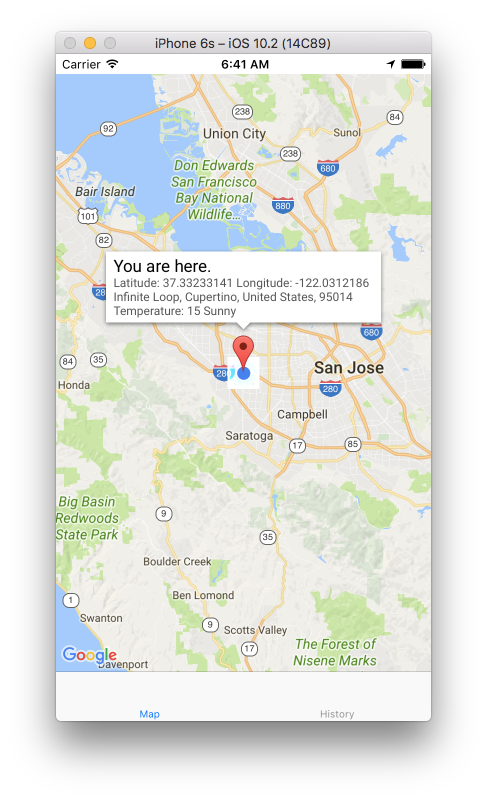 iPhone 6s – iOS 10.2 (14C89)
Carrier 6:41 AM
238
84
92
Union City
Sunol
238
Don Edwards
San Francisco
Bay National
Wildlife...
680
Bair Island
880
101
82
680
You are here.
Latitude: 37.33233141 Longitude: -122.0312186
Infinite Loop, Cupertino, United States, 95014
Temperature: 15 Sunny
280
84
35
280
San Jose
Honda
280
Campbell
Saratoga
17
85
Big Basin
Redwoods
State Park
9
35
Boulder Creek
Ben Lomond
1
Swanton
9
Scotts Valley
17
The Forest of
Nisene Marks
Google
Davenport
Map
History